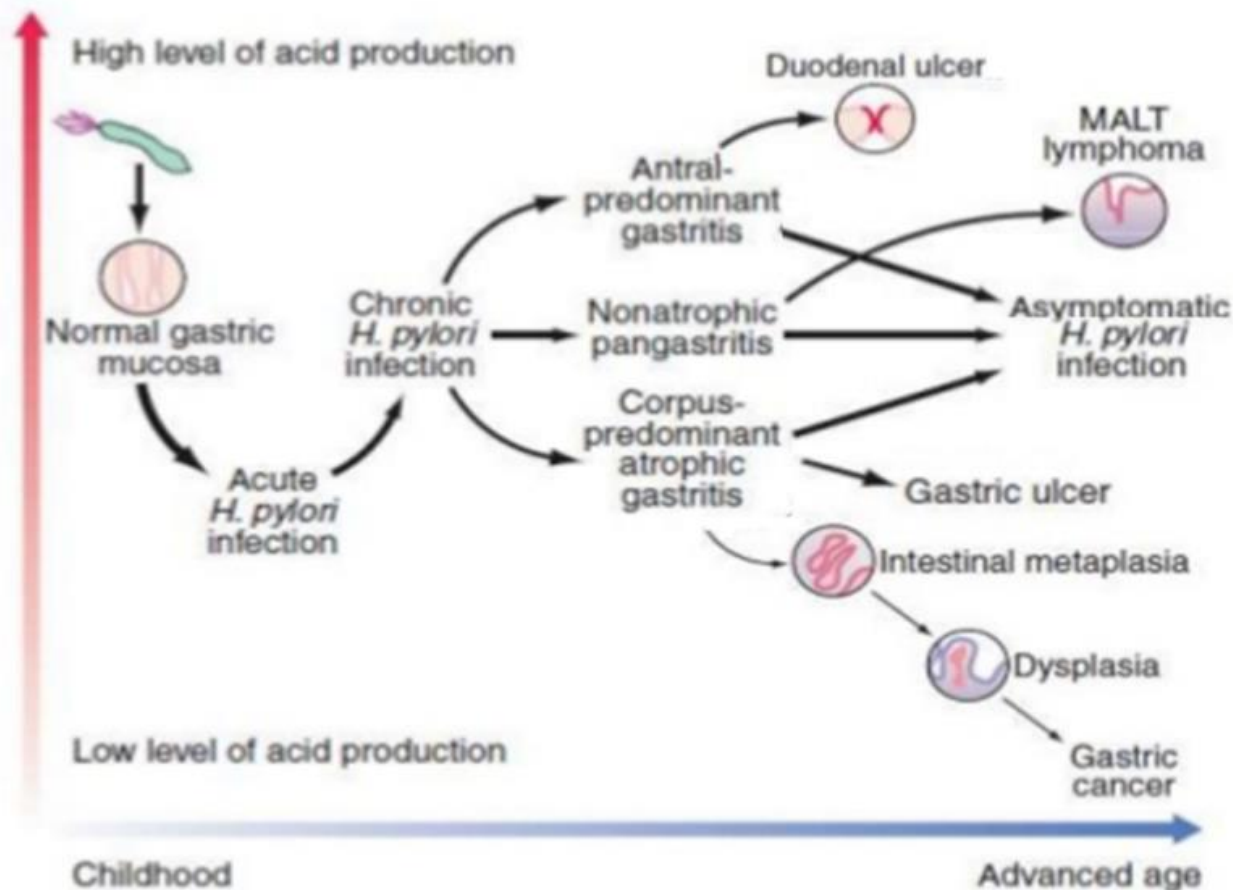 High level of acid production
Duodenal ulcer
MALT
lymphoma
Antral-
predominant
gastritis
Normal gastric
mucosa
Chronic
H. pylori
infection
Nonatrophic
pangastritis
Asymptomatic
H. pylori
infection
Corpus-
predominant
atrophic
gastritis
Acute
H. pylori
infection
Gastric ulcer
Intestinal metaplasia
Dysplasia
Low level of acid production
Gastric
cancer
Childhood
Advanced age